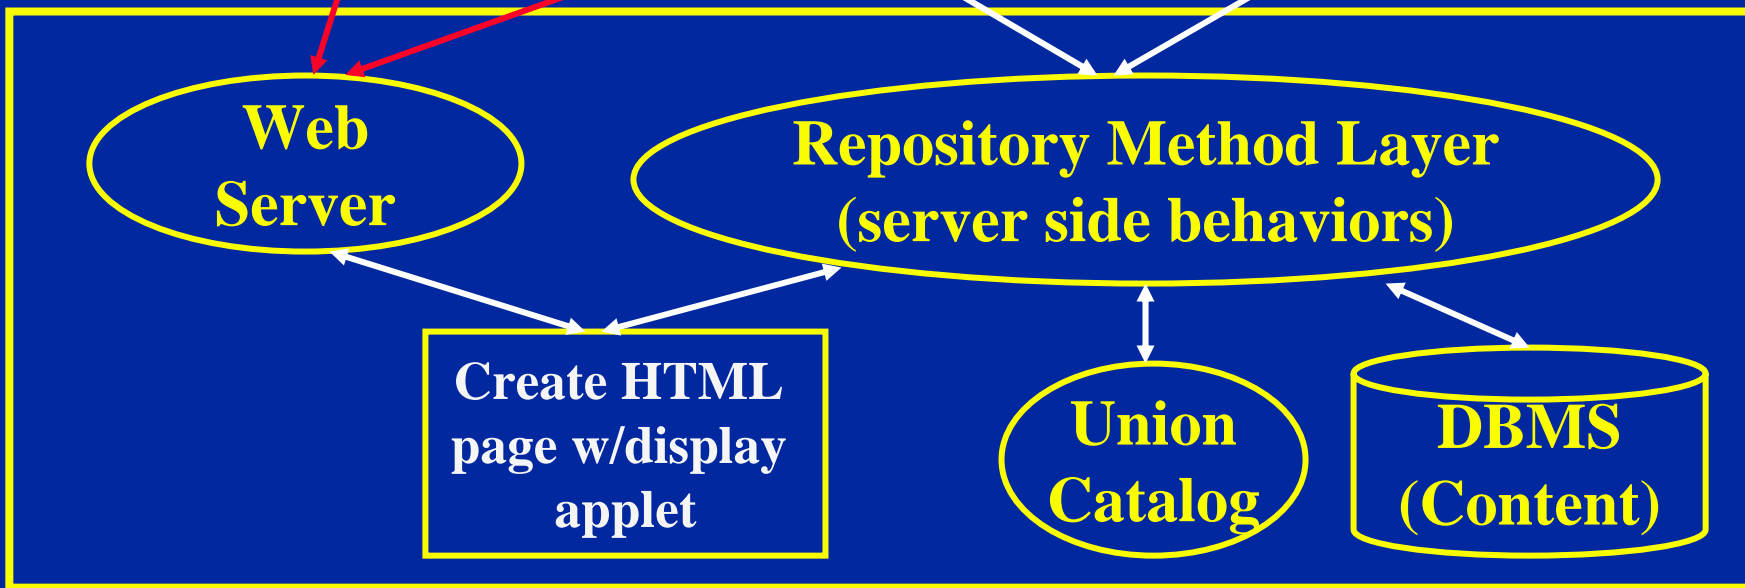 Web
Server
Repository Method Layer
(server side behaviors)
Create HTML
page w/display
applet
Union
Catalog
DBMS
(Content)